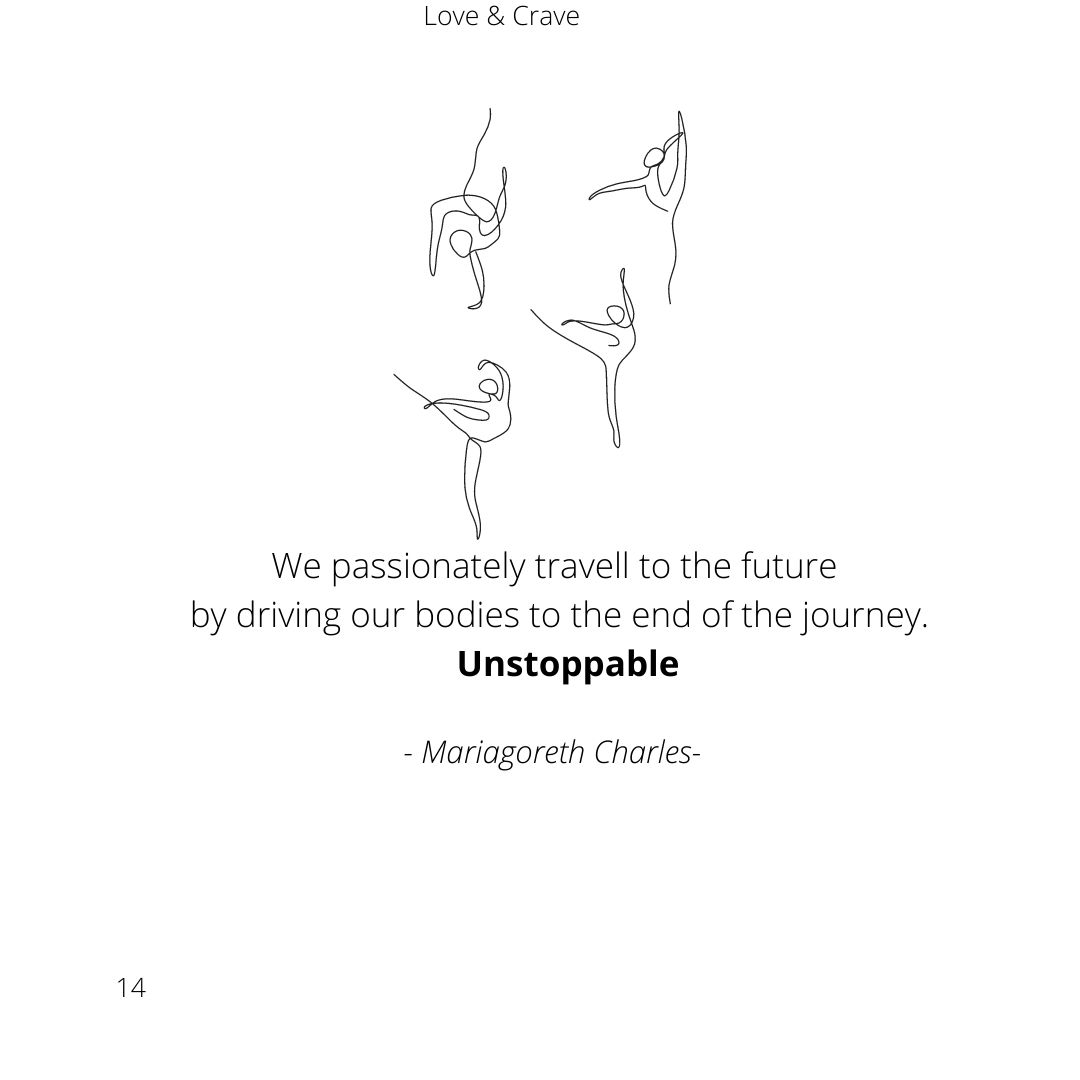 Love & Crave
We passionately travell to the future
by driving our bodies to the end of the journey.
Unstoppable
- Mariagoreth Charles-
14